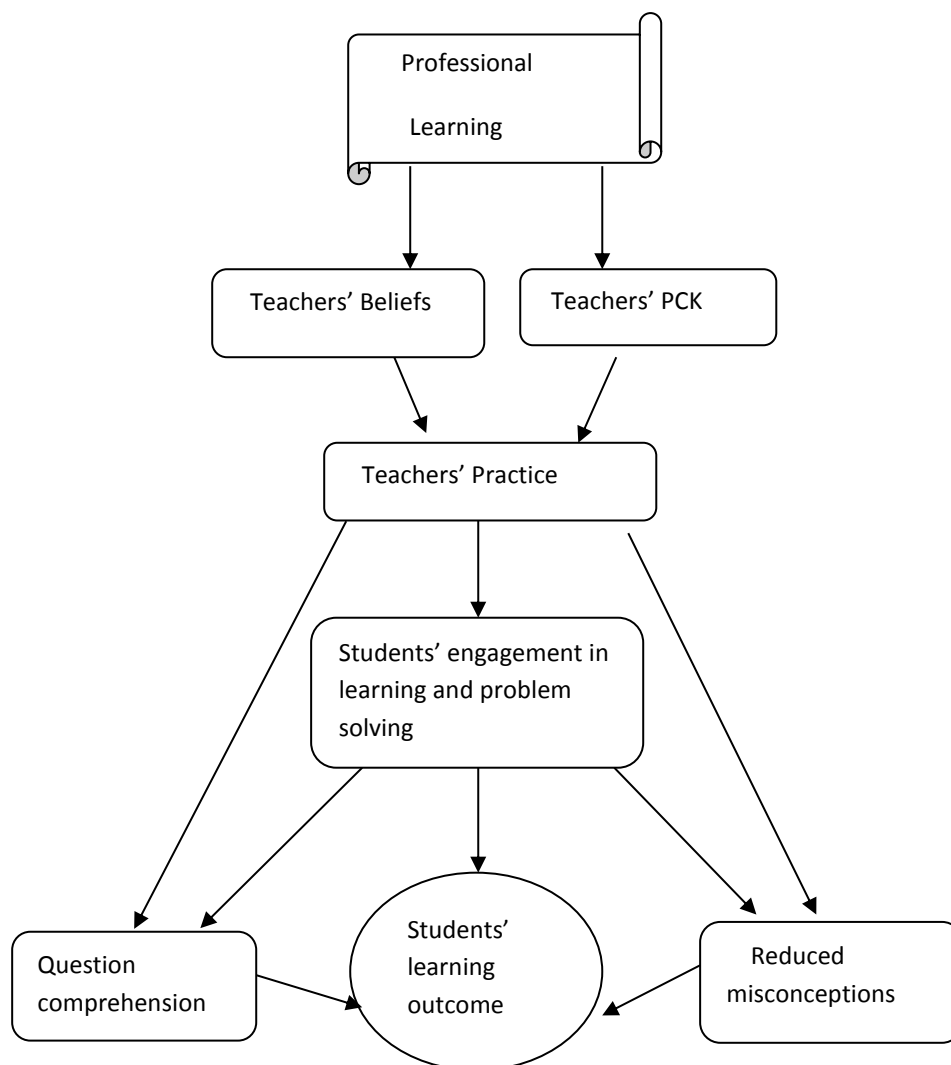 Professional
Learning
Teachers’ Beliefs
Teachers’ PCK
Teachers’ Practice
Students’ engagement in
learning and problem
solving
Question
comprehension
Students’
learning
outcome
Reduced
misconceptions